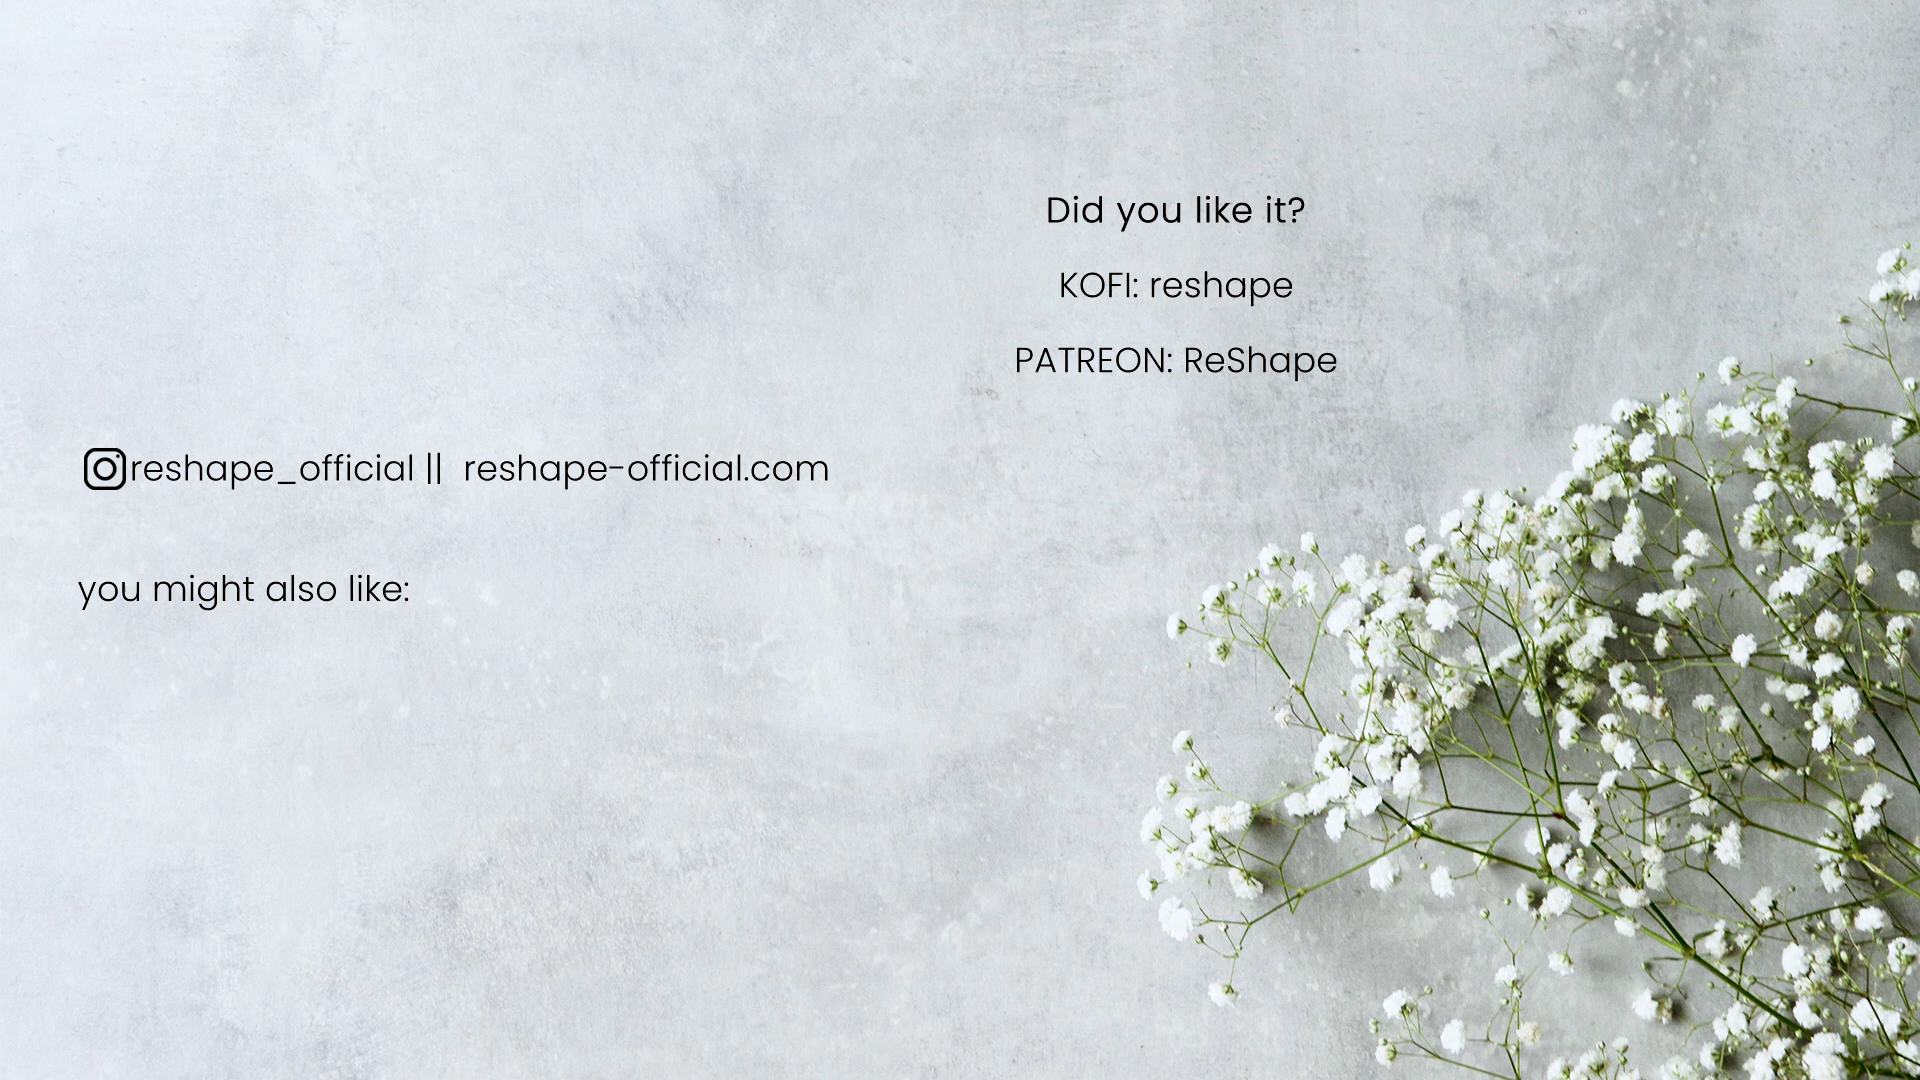 Did you like it?
KOFI: reshape
PATREON: ReShape
reshape_official || reshape-official.com
you might also like: